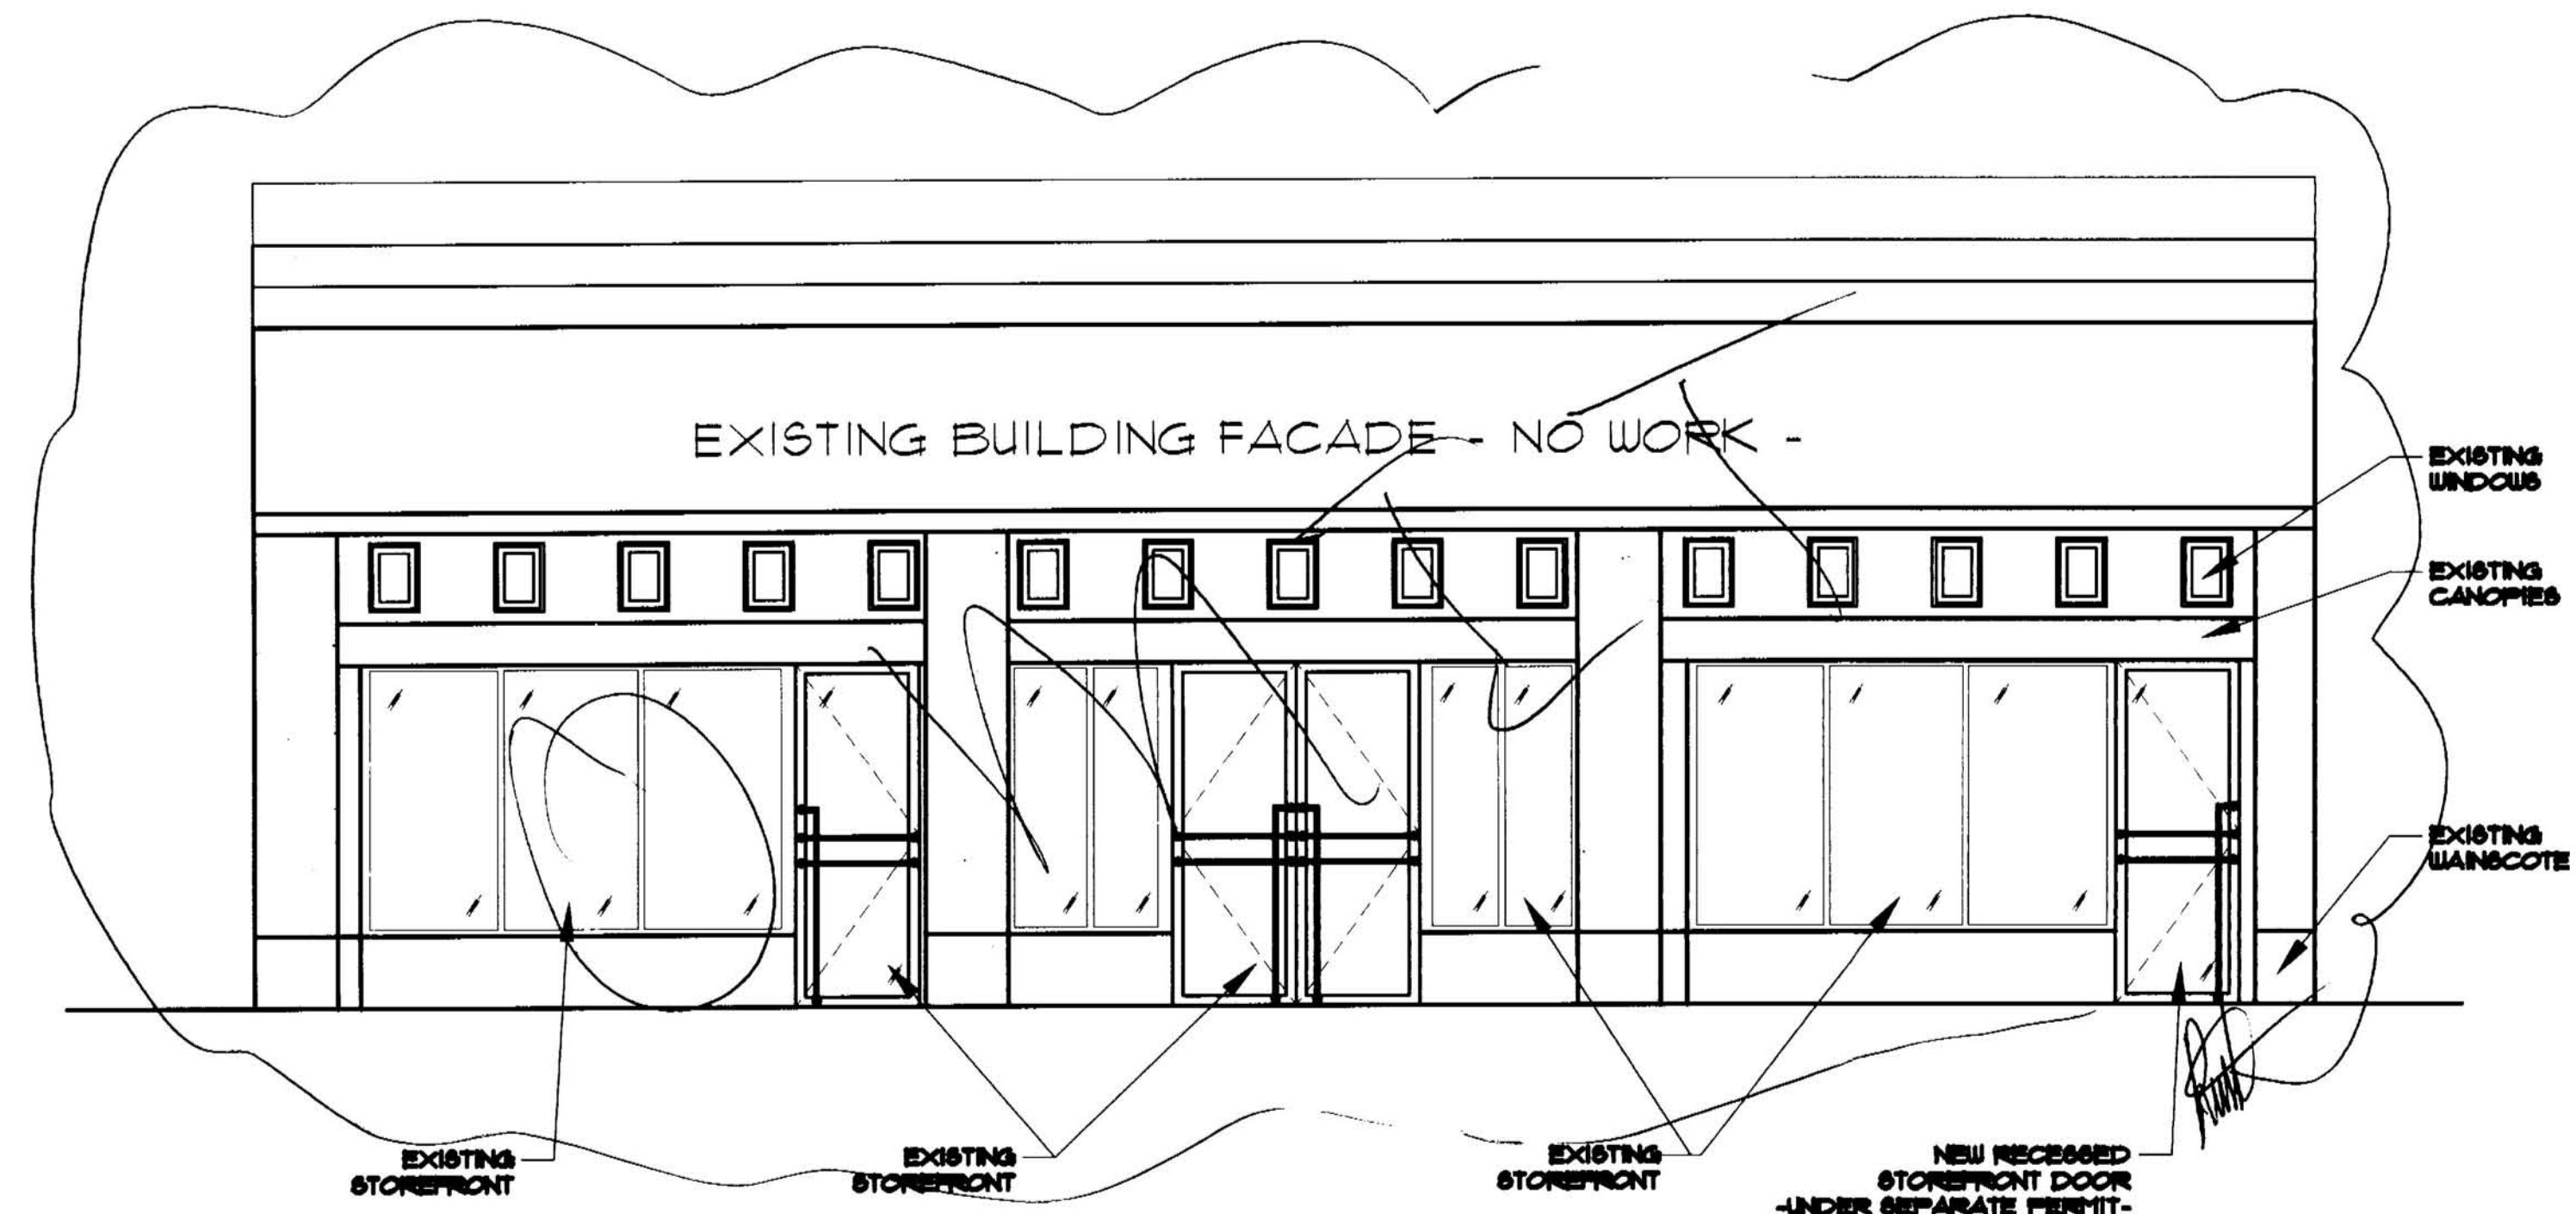 EXISTING BUILDING FACADE - NO WORK -
EXISTING
WINDOWS
EXISTING
CANOPIES
EXISTING
WAINSCOTE
EXISTING
STOREFRONT
EXISTING
STOREFRONT
EXISTING
STOREFRONT
NEW RECESSED
STOREFRONT DOOR
-UNDER SEPARATE PERMIT-